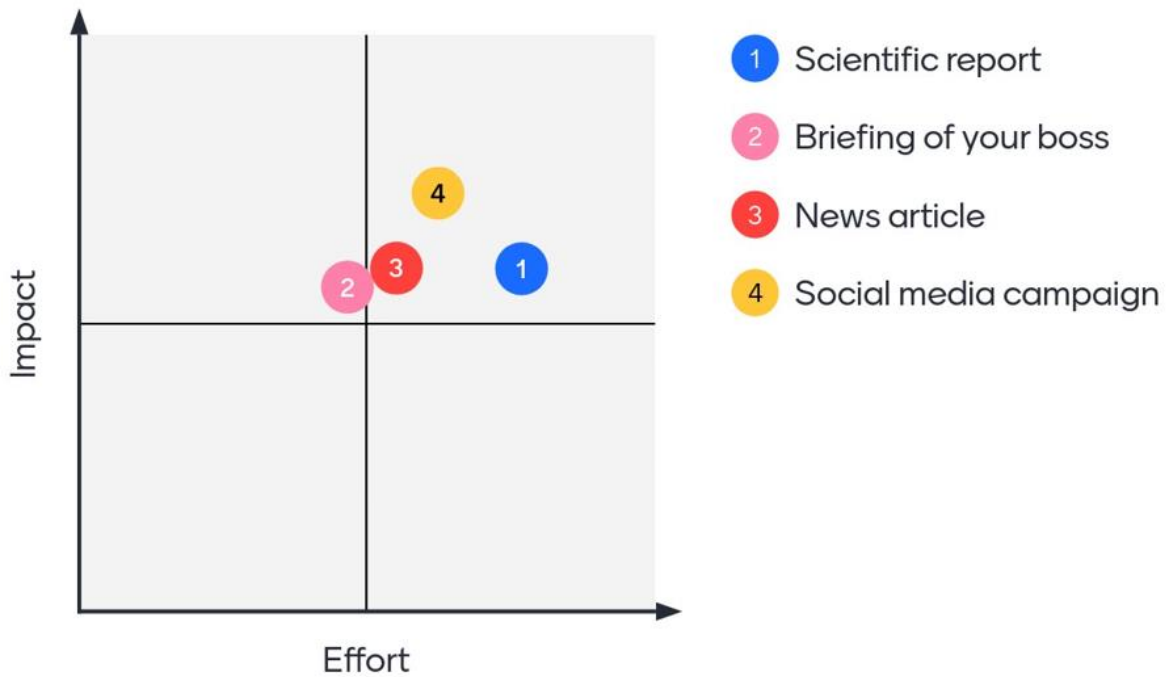 1 Scientific report
2 Briefing of your boss
3 News article
4 Social media campaign
4
3
1
2
Impact
Effort